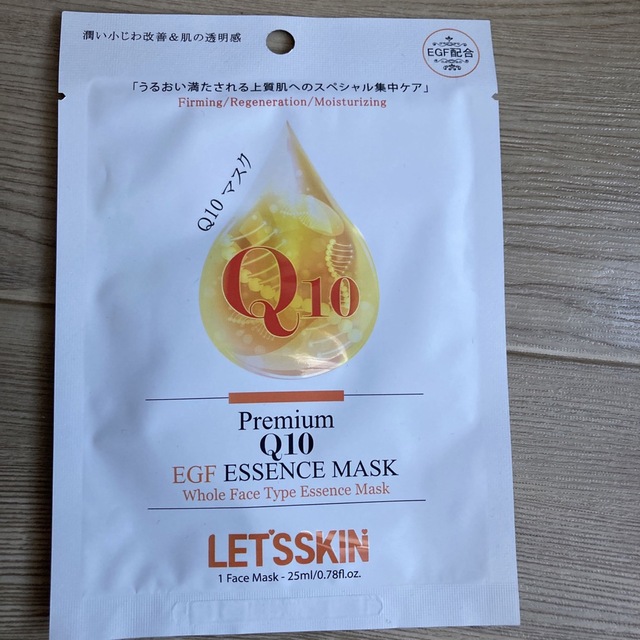 潤い小じわ改善&肌の透明感
EGF配合
「うるおい満たされる上質肌へのスペシャル集中ケア」
Firming/Regeneration/Moisturizing
Q10 マスク
Q10
Premium
Q10
EGF ESSENCE MASK
Whole Face Type Essence Mask
LET'SSKIN
1 Face Mask - 25ml/0.78fl.oz.